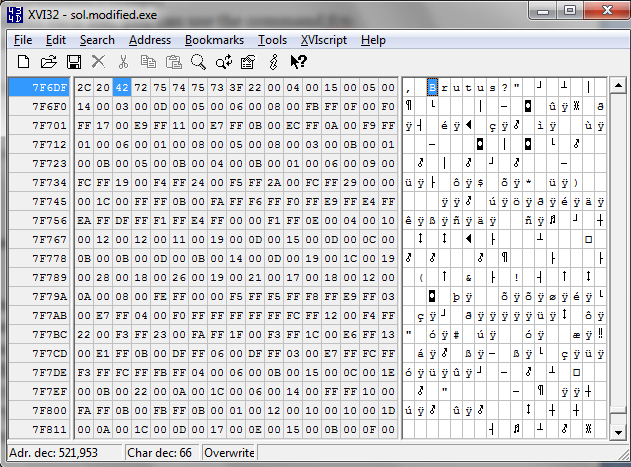 XVI32 - sol.modified.exe
File Edit Search Address Bookmarks Tools XVIscript Help
7F6DF 2C 20 42 72 75 74 75 73 3F 22 00 04 00 15 00 05 00 , Brutus?"
7F6F0 14 00 03 00 0D 00 04 00 06 00 08 00 FB FF 0F 00 F0
7F701 FF 17 00 E9 FF 11 00 E7 FF 0B 00 EC FF 0A 00 F9 FF
7F712 01 00 06 00 01 00 08 00 05 00 08 00 03 00 0B 00 01
7F723 00 0B 00 05 00 0B 00 04 00 0B 00 01 00 06 00 09 00
7F734 FC FF 19 00 F4 FF 24 00 F5 FF 2A 00 FC FF 29 00 00
7F745 00 1C 00 FF FF 0B 00 FA FF F6 FF F0 FF E9 FF E4 FF
7F756 EA FF DF FF F1 FF E4 FF 00 00 F1 FF 0E 00 04 00 10
7F767 00 12 00 12 00 11 00 19 00 0D 00 15 00 0D 00 0C 00
7F778 0B 00 0B 00 0D 00 0B 00 14 00 0D 00 19 00 1C 00 19
7F789 00 28 00 18 00 26 00 19 00 21 00 17 00 18 00 12 00
7F79A 0A 00 08 00 FE FF 00 00 F5 FF F5 FF F8 FF E9 FF 03
7F7AB 00 E7 FF 04 00 F0 FF FF FF FF FF FC FF 12 00 F4 FF
7F7BC 22 00 F3 FF 23 00 FA FF 1F 00 F3 FF 1C 00 E6 FF 13
7F7CD 00 E1 FF 0B 00 DF FF 06 00 DF FF 03 00 E7 FF FC FF
7F7DE F3 FF FC FF FB FF 04 00 06 00 0B 00 15 00 0C 00 1E
7F7EF 00 0B 00 22 00 0A 00 1C 00 06 00 14 00 FF FF 10 00
7F800 FA FF 0B 00 FB FF 0B 00 01 00 12 00 10 00 10 00 1D
7F811 00 0A 00 1C 00 0D 00 17 00 0E 00 15 00 0B 00 0F 00
Adr. dec: 521,953 Char dec: 66 Overwrite